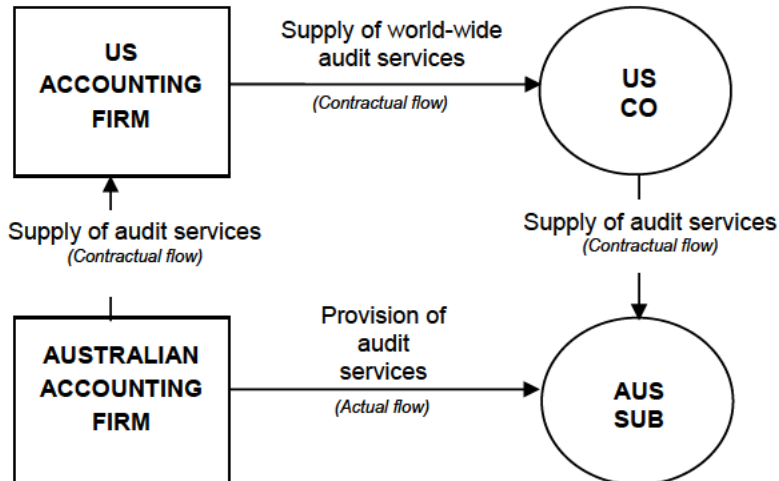 US
ACCOUNTING
FIRM
Supply of world-wide
audit services
(Contractual flow)
US
CO
Supply of audit services
(Contractual flow)
Supply of audit services
(Contractual flow)
AUSTRALIAN
ACCOUNTING
FIRM
Provision of
audit
services
(Actual flow)
AUS
SUB